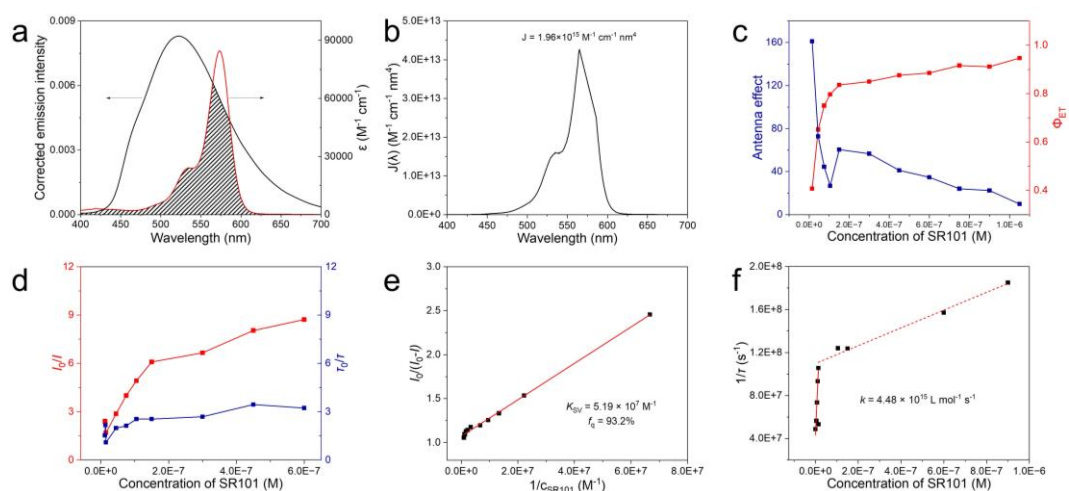 a
Corrected emission intensity
0.009
0.006
0.003
0.000
400 450 500 550 600 650 700
Wavelength (nm)
90000
60000
30000
0
ε (M⁻¹ cm⁻¹)
b
J(λ) (M⁻¹ cm⁻¹ nm⁴)
5.0E+13
4.0E+13
3.0E+13
2.0E+13
1.0E+13
0.0E+0
J = 1.96×10¹⁵ M⁻¹ cm⁻¹ nm⁴
400 450 500 550 600 650 700
Wavelength (nm)
c
Antenna effect
160
120
80
40
0
0.0E+0 2.0E-7 4.0E-7 6.0E-7 8.0E-7 1.0E-6
Concentration of SR101 (M)
1.0
0.8
0.6
0.4
Φ_ET
d
I₀/I
12
9
6
3
0
0.0E+0 2.0E-7 4.0E-7 6.0E-7
Concentration of SR101 (M)
12
9
6
3
0
τ₀/τ
e
I₀/(I₀-I)
3.0
2.5
2.0
1.5
1.0
K_SV = 5.19 × 10⁷ M⁻¹
f_q = 93.2%
0.0E+0 2.0E+7 4.0E+7 6.0E+7 8.0E+7
1/c_SR101 (M⁻¹)
f
1/τ (s⁻¹)
2.0E+8
1.6E+8
1.2E+8
8.0E+7
4.0E+7
k = 4.48 × 10¹⁵ L mol⁻¹ s⁻¹
0.0E+0 2.0E-7 4.0E-7 6.0E-7 8.0E-7 1.0E-6
Concentration of SR101 (M)